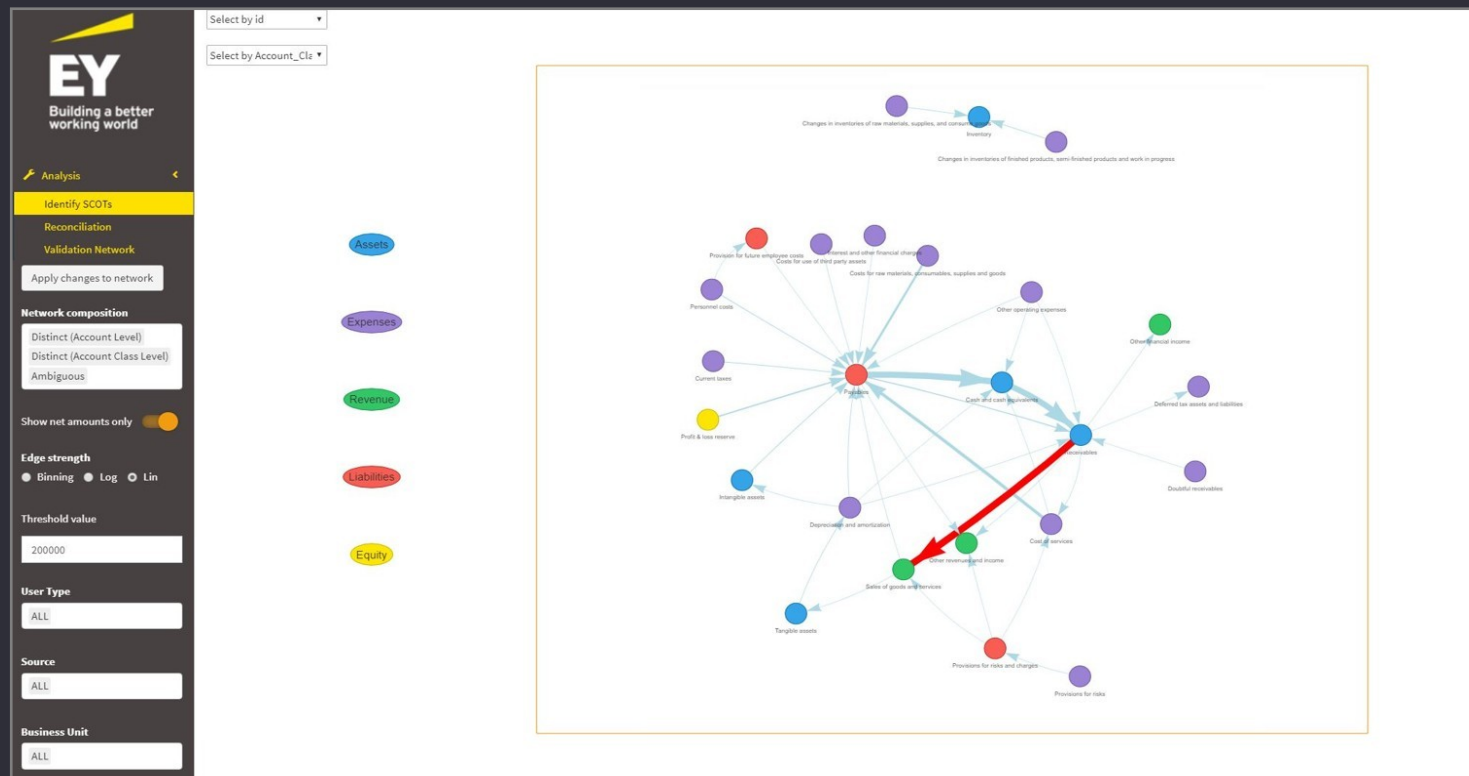 EY
Building a better
working world
Analysis
Identify SCOTs
Reconciliation
Validation Network
Apply changes to network
Network composition
Distinct (Account Level)
Distinct (Account Class Level)
Ambiguous
Show net amounts only
Edge strength
Binning Log Lin
Threshold value
200000
User Type
ALL
Source
ALL
Business Unit
ALL
Select by id
Select by Account_Cla
Assets
Expenses
Revenue
Liabilities
Equity
Changes in inventories of raw materials, supplies, and consume goods
Inventory
Changes in inventories of finished products, semi-finished products and work in progress
Provision for future employee costs
Interest and other financial charges
Costs for use of third party assets
Costs for raw materials, consumables, supplies and goods
Personnel costs
Other operating expenses
Other financial income
Current taxes
Payables
Cash and cash equivalents
Deferred tax assets and liabilities
Profit & loss reserve
Receivables
Intangible assets
Doubtful receivables
Depreciation and amortization
Cost of services
Other revenues and income
Sales of goods and services
Tangible assets
Provisions for risks and charges
Provisions for risks